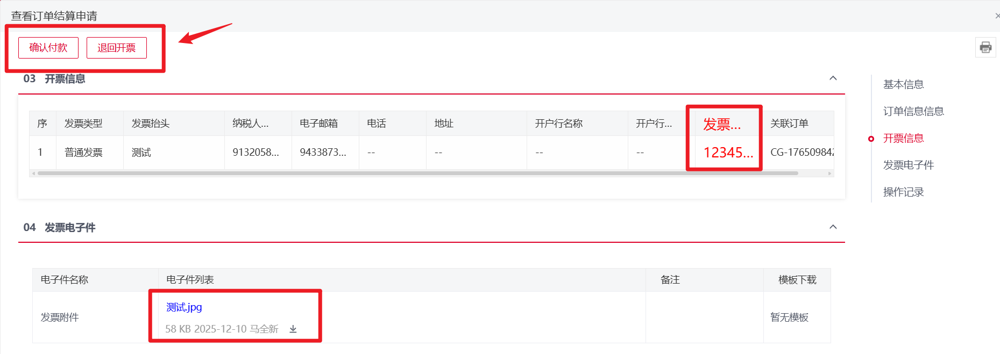 查看订单结算申请
确认付款 退回开票
03 开票信息
序 发票类型 发票抬头 纳税人... 电子邮箱 电话 地址 开户行名称 开户行... 发票... 关联订单
1 普通发票 测试 9132058... 9433873... -- -- -- -- 12345... CG-176509842
04 发票电子件
电子件名称 电子件列表 备注 模板下载
发票附件 测试.jpg 暂无模板
58 KB 2025-12-10 马全新
基本信息
订单信息信息
开票信息
发票电子件
操作记录